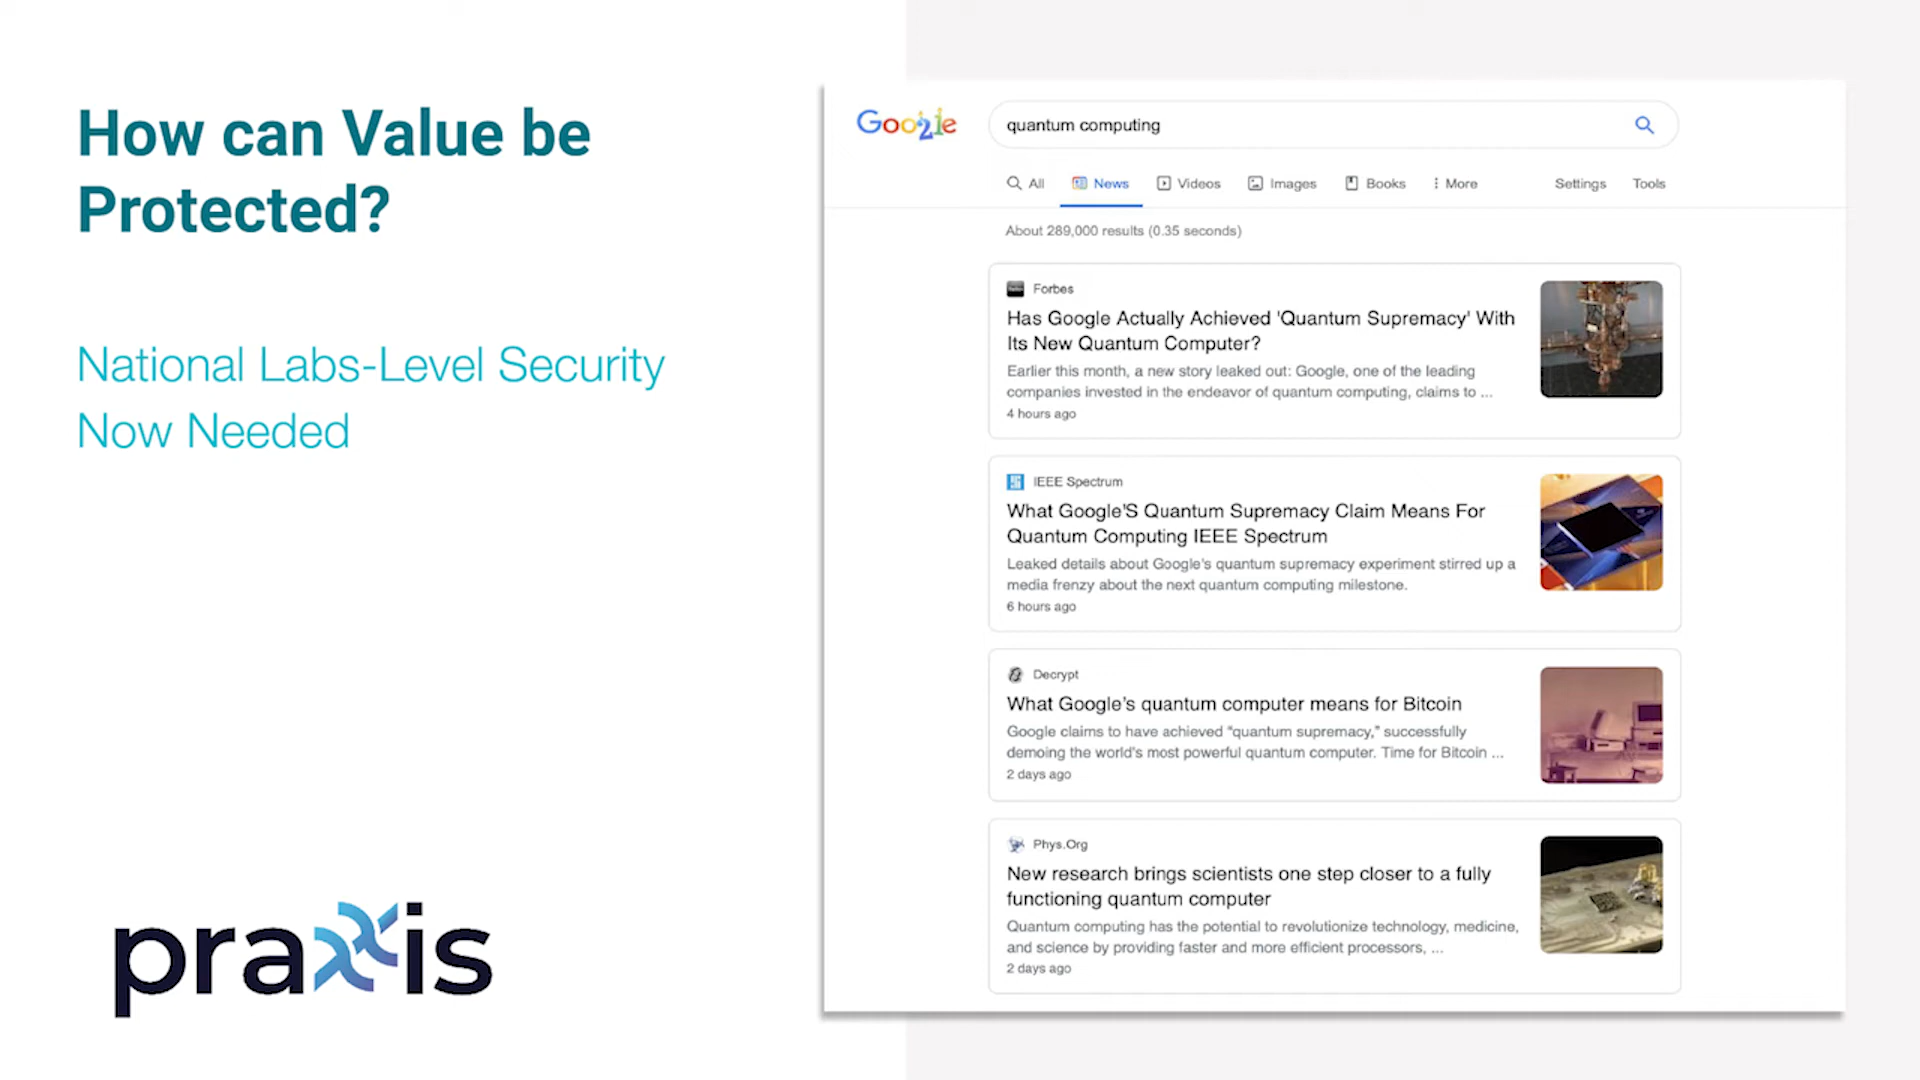 How can Value be
Protected?
National Labs-Level Security
Now Needed
praxxis
Google
quantum computing
All
News
Videos
Images
Books
More
Settings
Tools
About 289,000 results (0.35 seconds)
Forbes
Has Google Actually Achieved 'Quantum Supremacy' With
Its New Quantum Computer?
Earlier this month, a new story leaked out: Google, one of the leading
companies invested in the endeavor of quantum computing, claims to ...
4 hours ago
IEEE Spectrum
What Google'S Quantum Supremacy Claim Means For
Quantum Computing IEEE Spectrum
Leaked details about Google's quantum supremacy experiment stirred up a
media frenzy about the next quantum computing milestone.
6 hours ago
Decrypt
What Google's quantum computer means for Bitcoin
Google claims to have achieved “quantum supremacy,” successfully
demoing the world's most powerful quantum computer. Time for Bitcoin ...
2 days ago
Phys.Org
New research brings scientists one step closer to a fully
functioning quantum computer
Quantum computing has the potential to revolutionize technology, medicine,
and science by providing faster and more efficient processors, ...
2 days ago